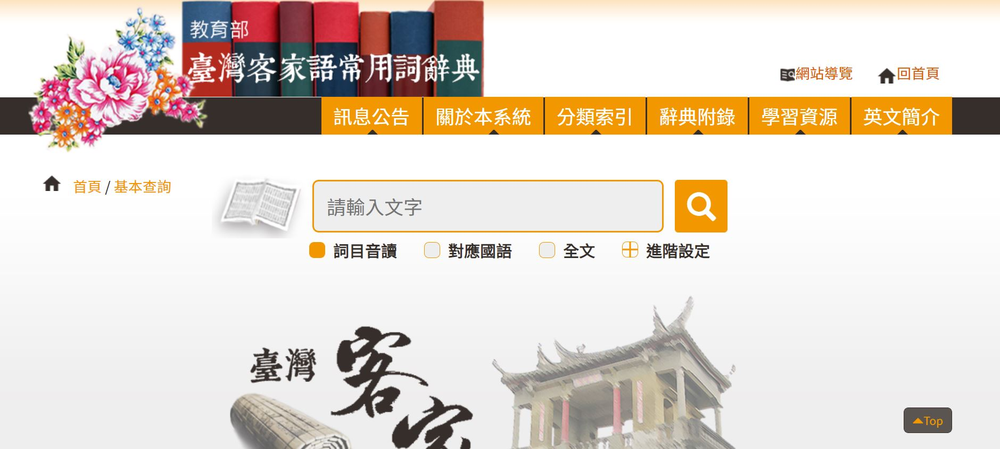 教育部
臺灣客家語常用詞辭典
網站導覽 回首頁
訊息公告 關於本系統 分類索引 辭典附錄 學習資源 英文簡介
首頁 / 基本查詢
請輸入文字
詞目音讀 對應國語 全文 進階設定
臺灣
客家
Top